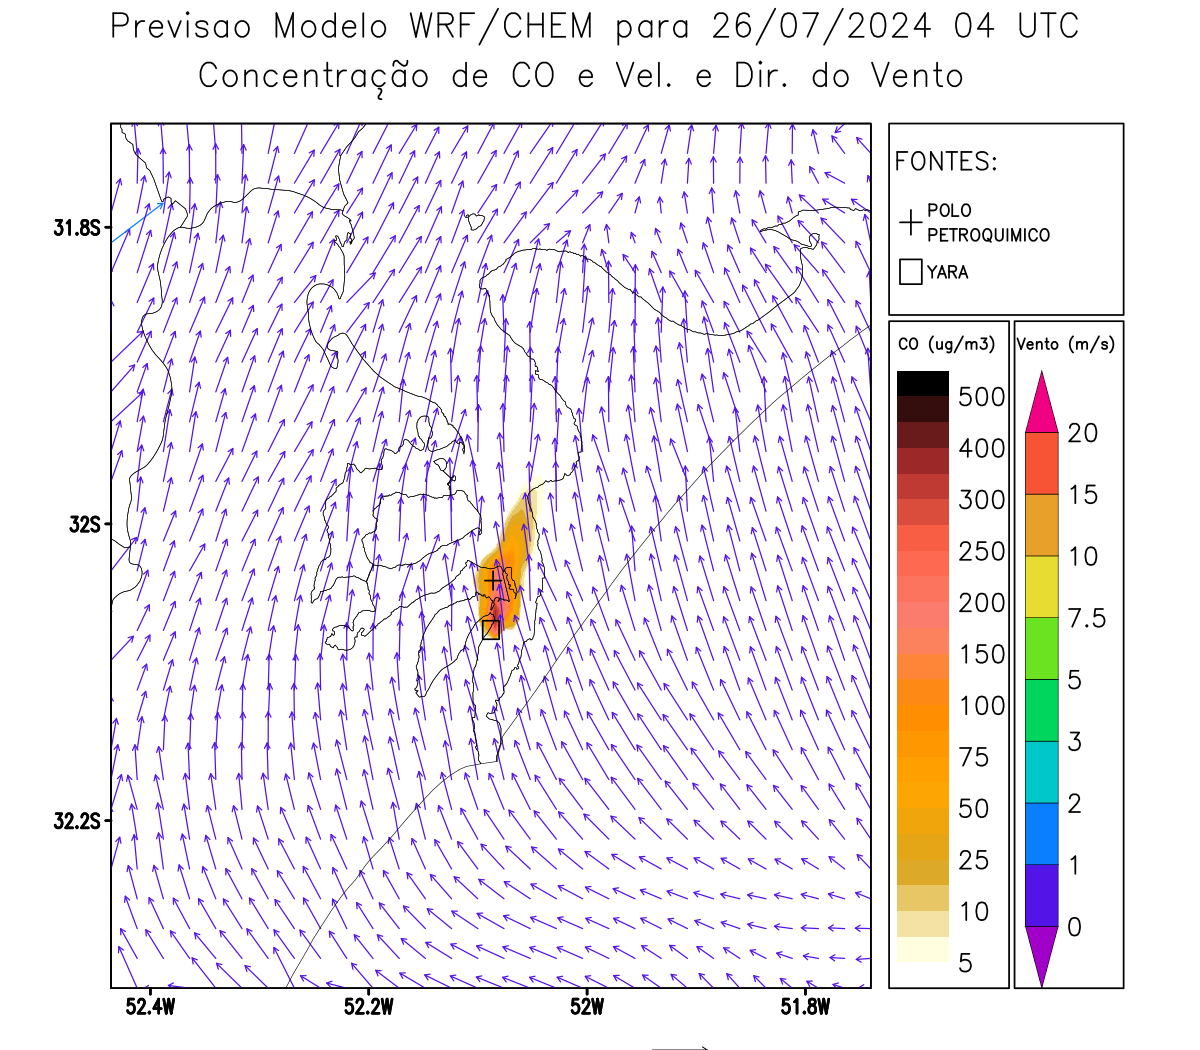 Previsao Modelo WRF/CHEM para 26/07/2024 04 UTC
Concentração de CO e Vel. e Dir. do Vento
FONTES:
POLO
PETROQUIMICO
YARA
CO (ug/m3)
500
400
300
250
200
150
100
75
50
25
10
5
Vento (m/s)
20
15
10
7.5
5
3
2
1
0
31.8S
32S
32.2S
52.4W
52.2W
52W
51.8W